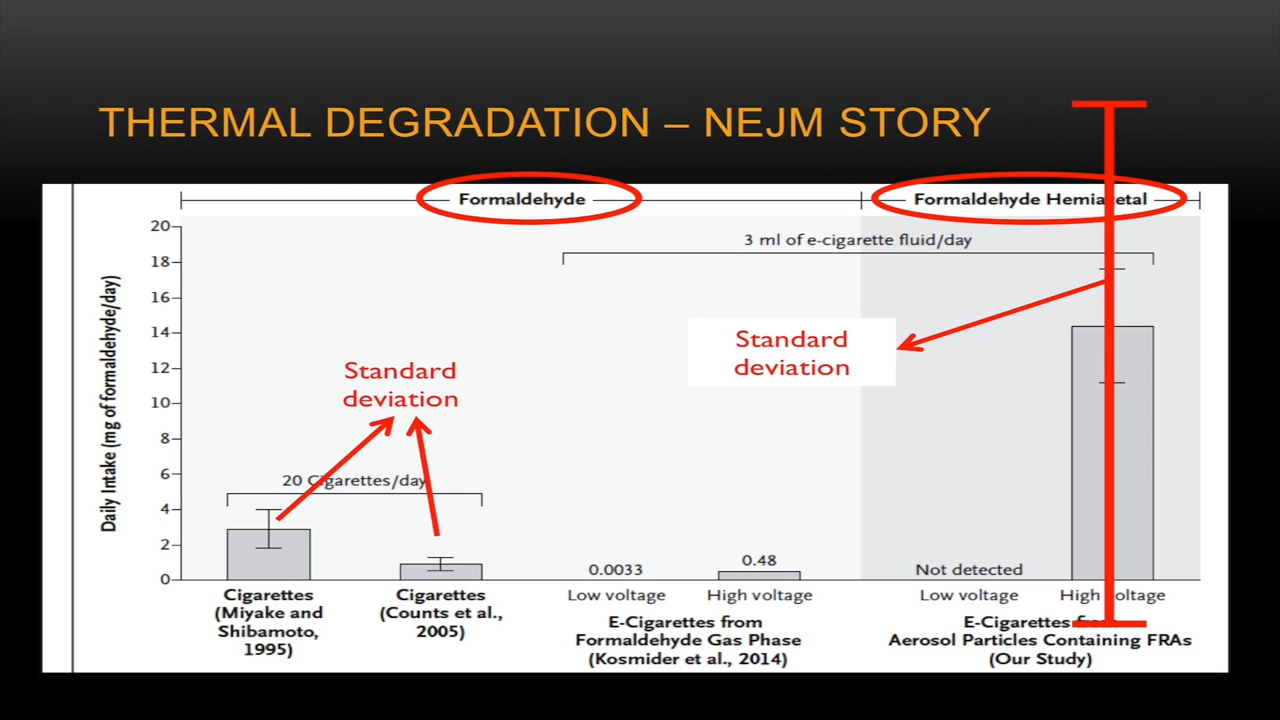 THERMAL DEGRADATION – NEJM STORY
Formaldehyde
Formaldehyde Hemiacetal
20
18
16
14
12
10
8
6
4
2
0
Daily Intake (mg of formaldehyde/day)
3 ml of e-cigarette fluid/day
Standard
deviation
Standard
deviation
20 Cigarettes/day
0.0033
0.48
Not detected
Cigarettes
(Miyake and
Shibamoto,
1995)
Cigarettes
(Counts et al.,
2005)
Low voltage
High voltage
E-Cigarettes from
Formaldehyde Gas Phase
(Kosmider et al., 2014)
Low voltage
High voltage
E-Cigarettes from
Aerosol Particles Containing FRAs
(Our Study)